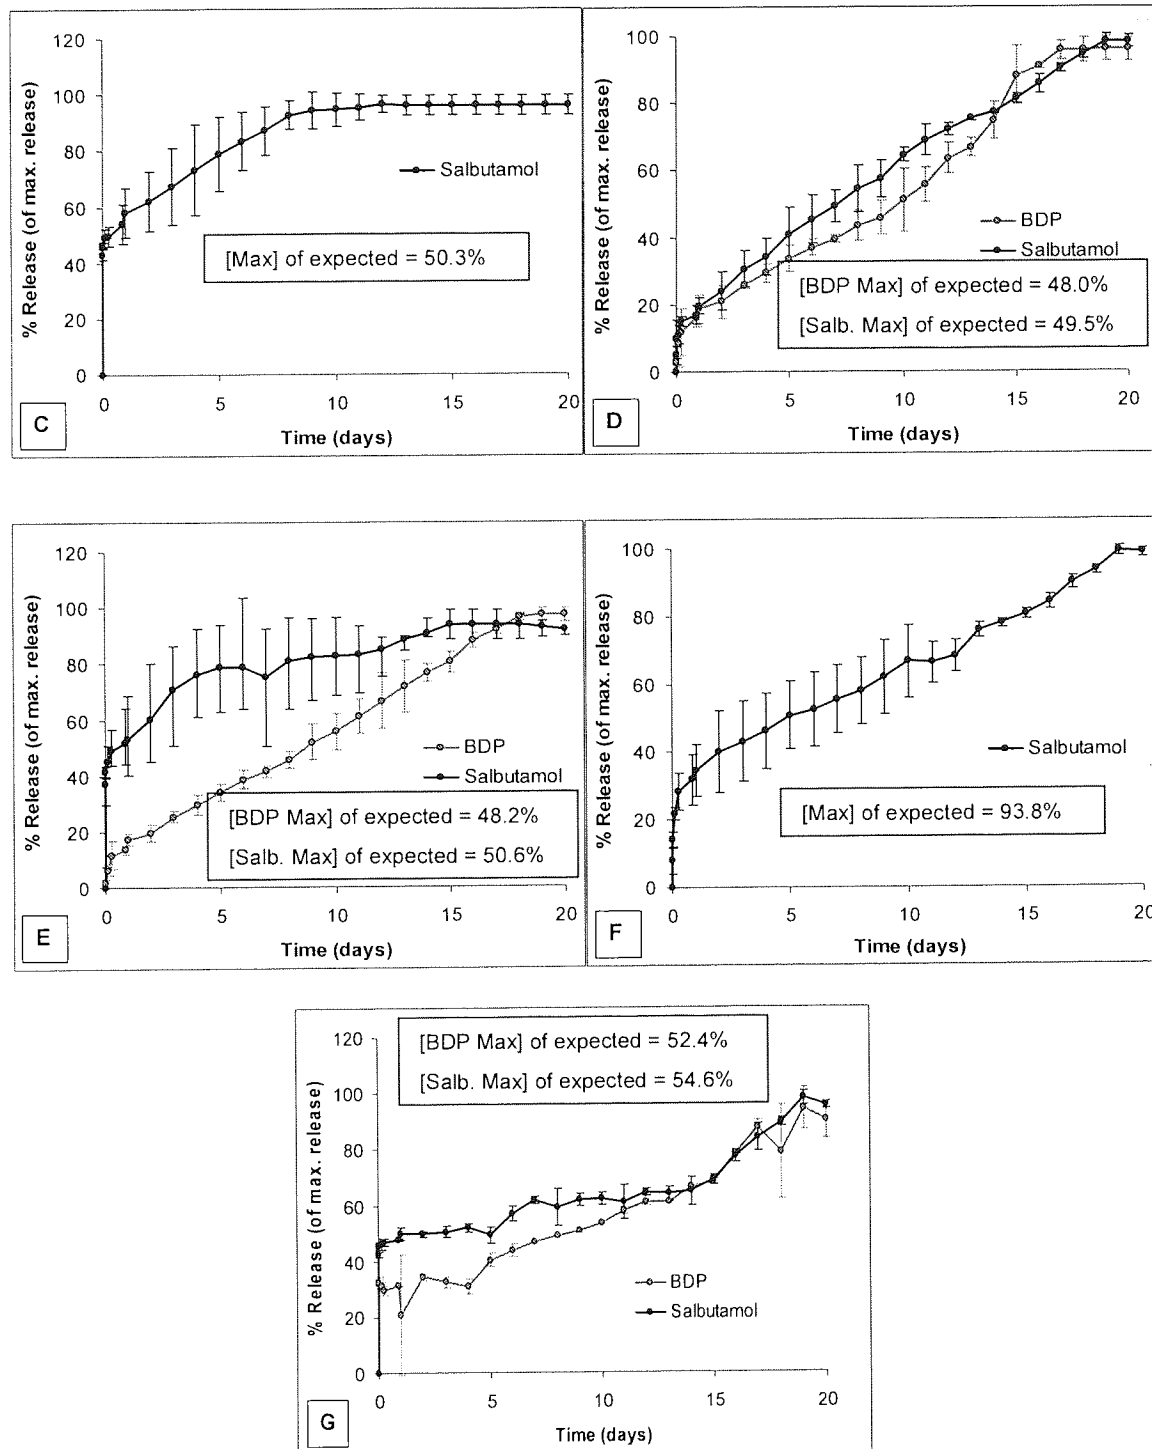 120
100
80
60
40
20
0
% Release (of max. release)
Salbutamol
[Max] of expected = 50.3%
0 5 10 15 20
Time (days)
C
100
80
60
40
20
0
% Release (of max. release)
BDP
Salbutamol
[BDP Max] of expected = 48.0%
[Salb. Max] of expected = 49.5%
0 5 10 15 20
Time (days)
D
120
100
80
60
40
20
0
% Release (of max. release)
BDP
Salbutamol
[BDP Max] of expected = 48.2%
[Salb. Max] of expected = 50.6%
0 5 10 15 20
Time (days)
E
100
80
60
40
20
0
% Release (of max. release)
Salbutamol
[Max] of expected = 93.8%
0 5 10 15 20
Time (days)
F
[BDP Max] of expected = 52.4%
[Salb. Max] of expected = 54.6%
120
100
80
60
40
20
0
% Release (of max. release)
BDP
Salbutamol
0 5 10 15 20
Time (days)
G